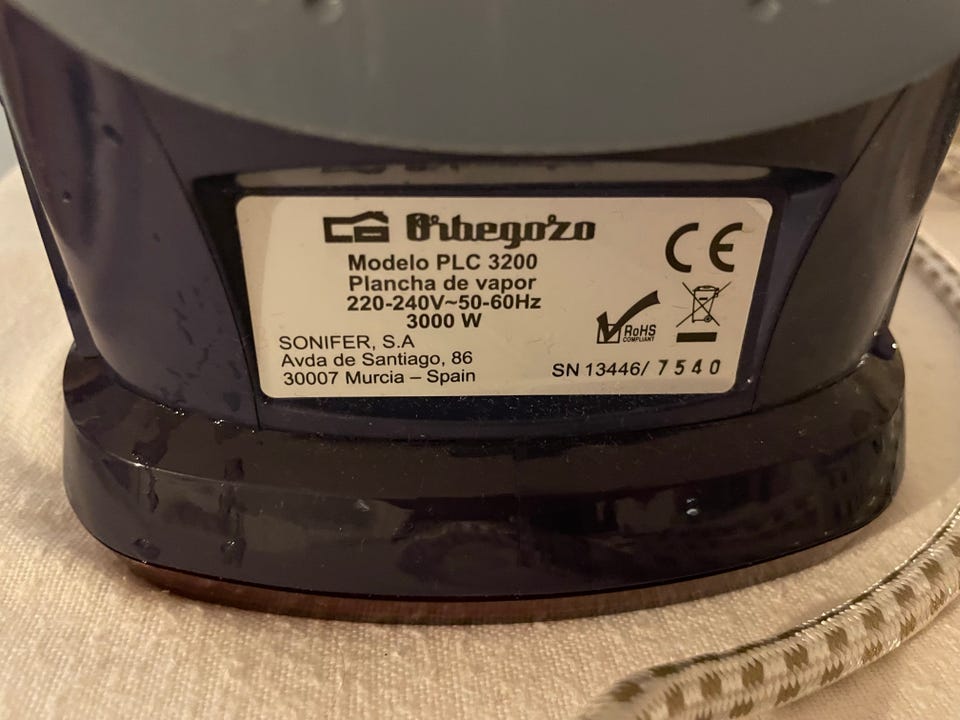 Orbegozo
CE
Modelo PLC 3200
Plancha de vapor
220-240V~50-60Hz
3000 W
RoHS
COMPLIANT
SONIFER, S.A
Avda de Santiago, 86
30007 Murcia – Spain
SN 13446/ 7540